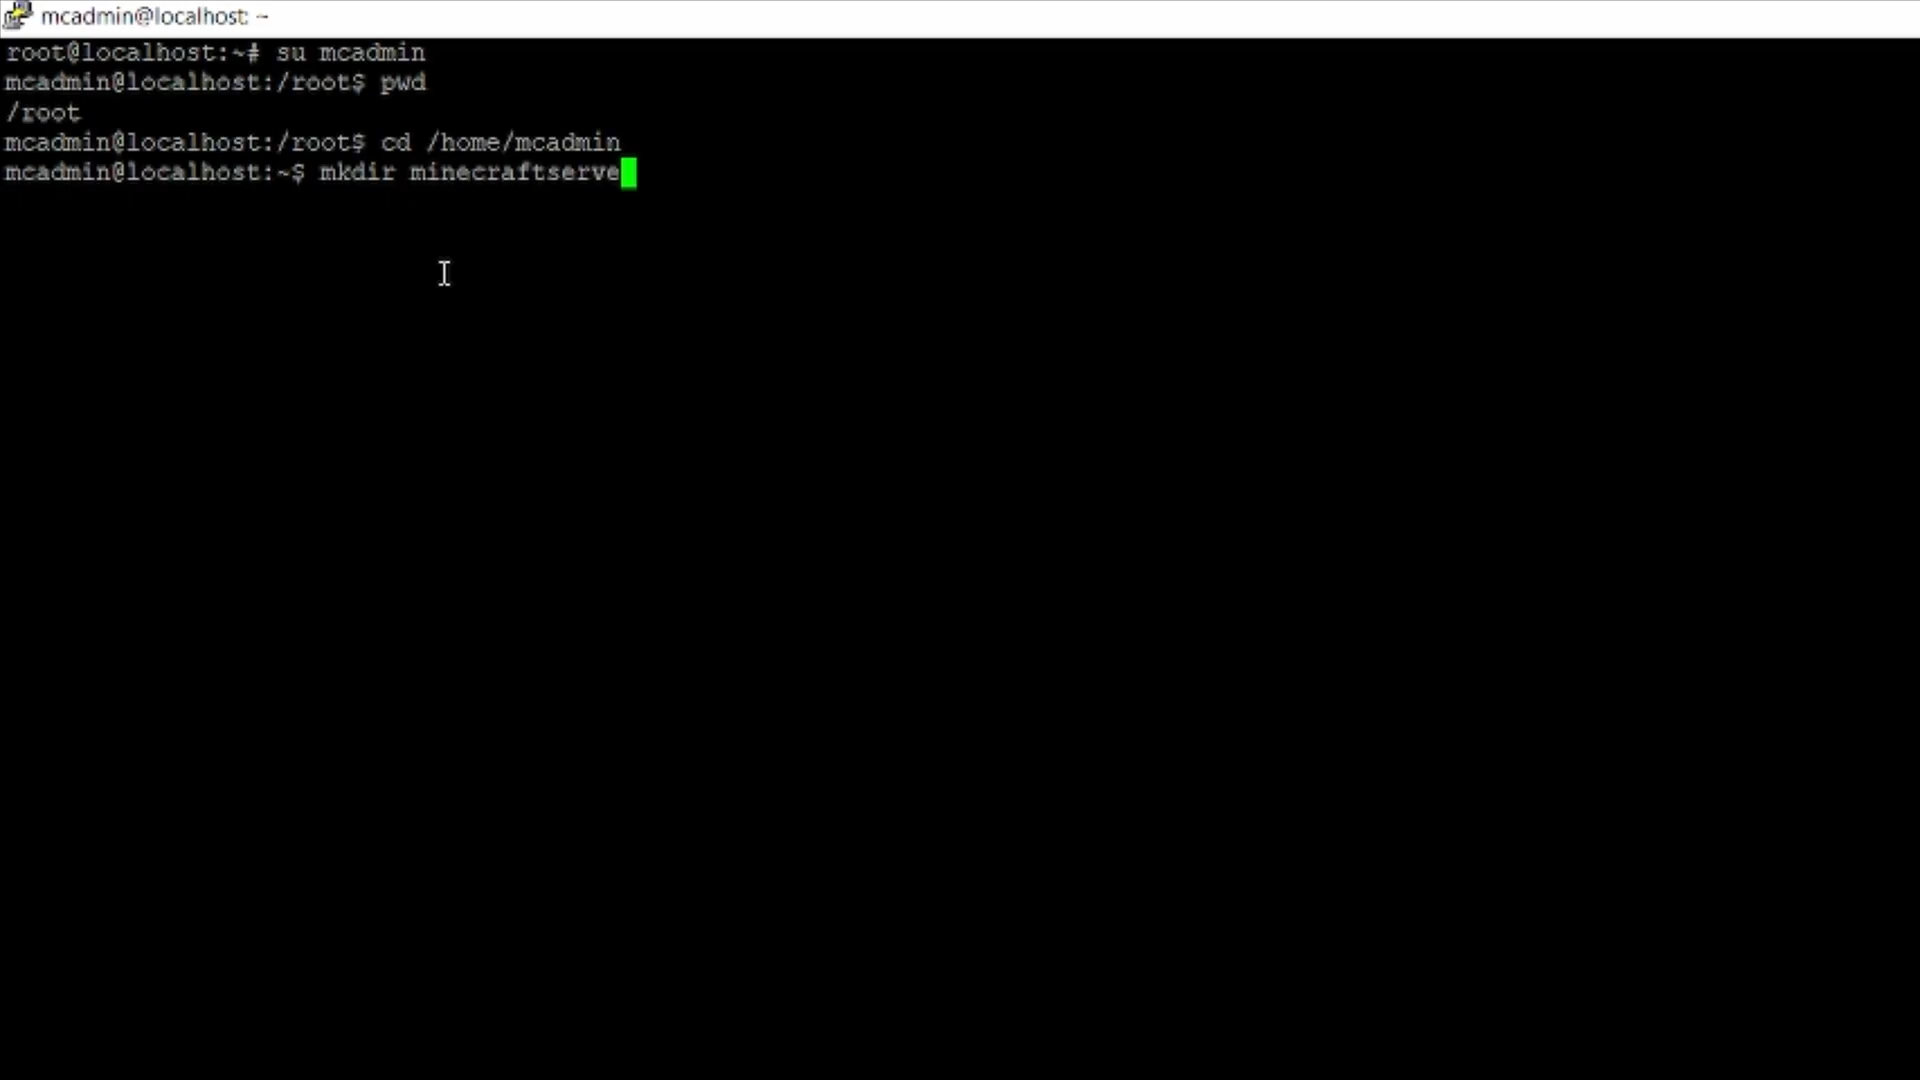 mcadmin@localhost: ~
root@localhost:~# su mcadmin
mcadmin@localhost:/root$ pwd
/root
mcadmin@localhost:/root$ cd /home/mcadmin
mcadmin@localhost:~$ mkdir minecraftserve